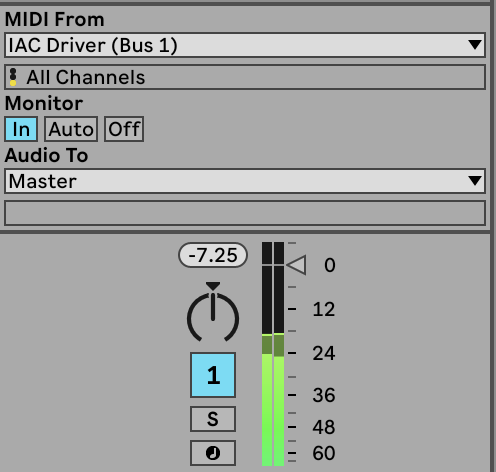 MIDI From
IAC Driver (Bus 1)
All Channels
Monitor
In Auto Off
Audio To
Master
-7.25
0
12
1
24
S
36
48
60